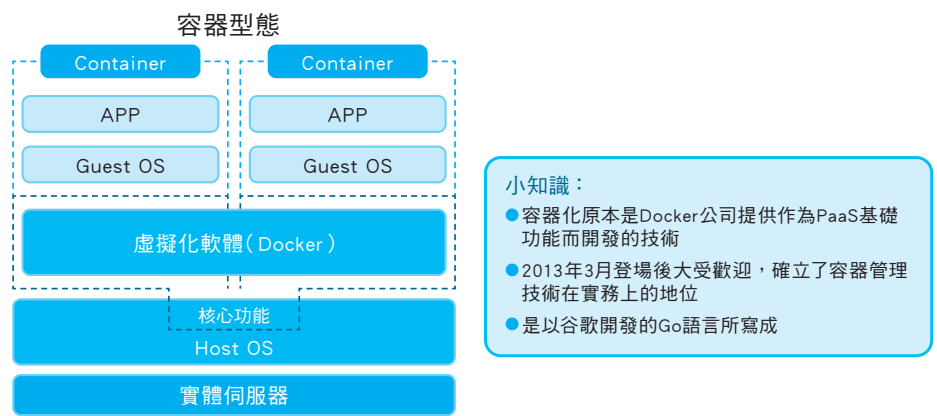 容器型態
Container
Container
APP
APP
Guest OS
Guest OS
虛擬化軟體（Docker）
核心功能
Host OS
實體伺服器
小知識：
●容器化原本是Docker公司提供作為PaaS基礎
功能而開發的技術
●2013年3月登場後大受歡迎，確立了容器管理
技術在實務上的地位
●是以谷歌開發的Go語言所寫成